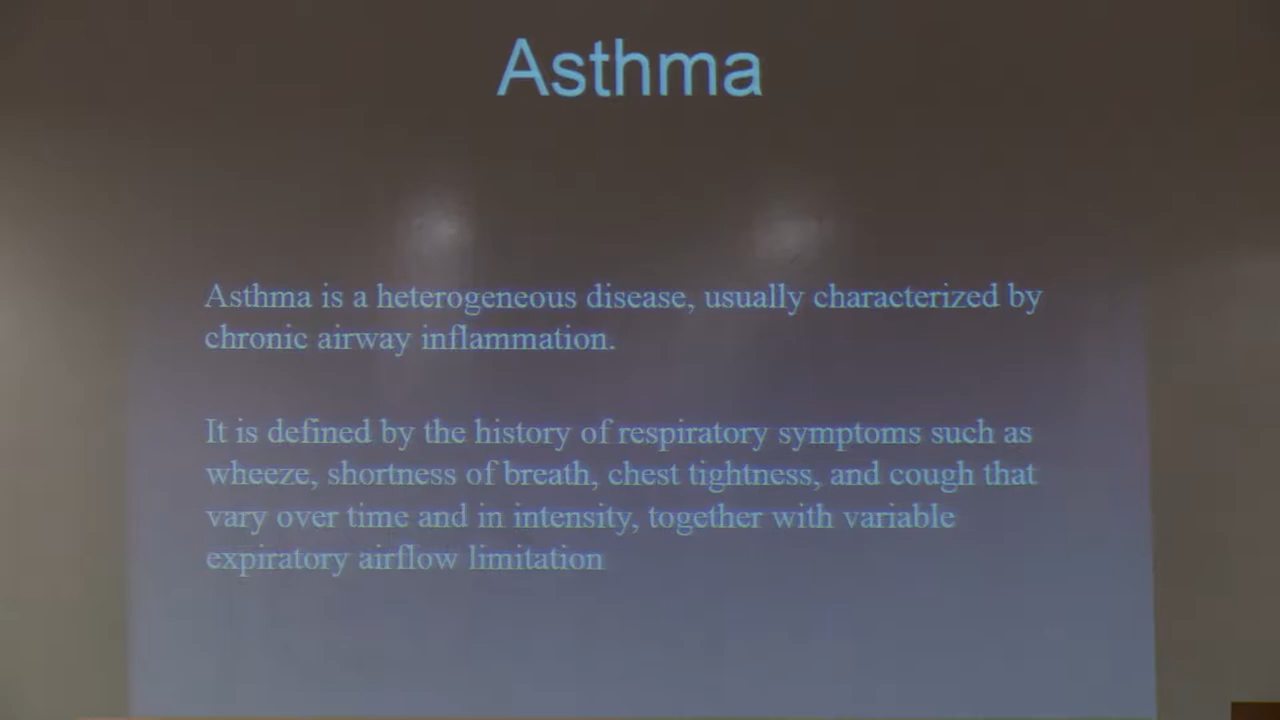 Asthma
Asthma is a heterogeneous disease, usually characterized by
chronic airway inflammation.
It is defined by the history of respiratory symptoms such as
wheeze, shortness of breath, chest tightness, and cough that
vary over time and in intensity, together with variable
expiratory airflow limitation